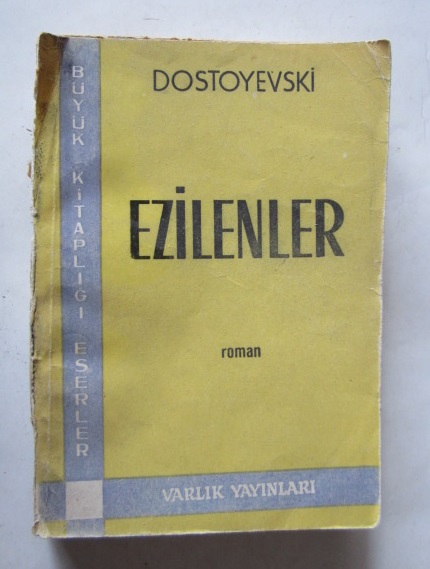 DOSTOYEVSKİ
EZİLENLER
roman
BÜYÜK ESERLER KİTAPLIĞI
VARLIK YAYINLARI